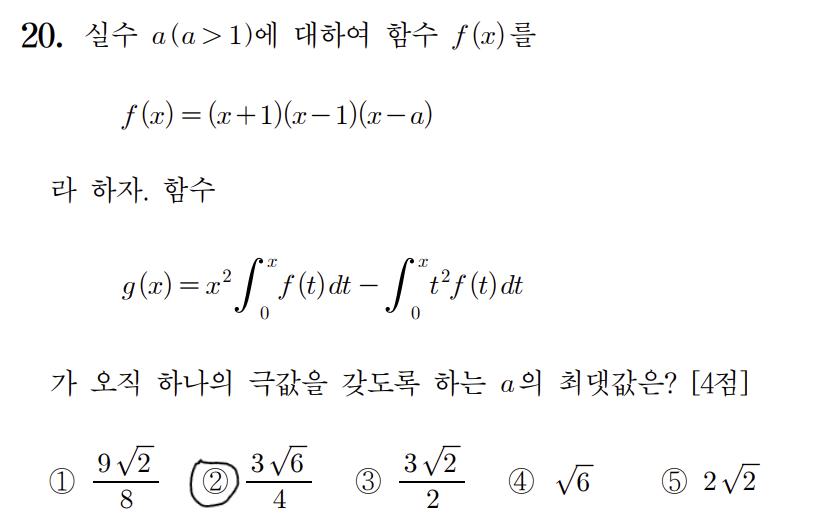 20. 실수 a(a>1)에 대하여 함수 f(x)를
f(x)=(x+1)(x-1)(x-a)
라 하자. 함수
g(x)=x²∫₀ˣ f(t)dt-∫₀ˣ t²f(t)dt
가 오직 하나의 극값을 갖도록 하는 a의 최댓값은? [4점]
① 9√2/8 ② 3√6/4 ③ 3√2/2 ④ √6 ⑤ 2√2